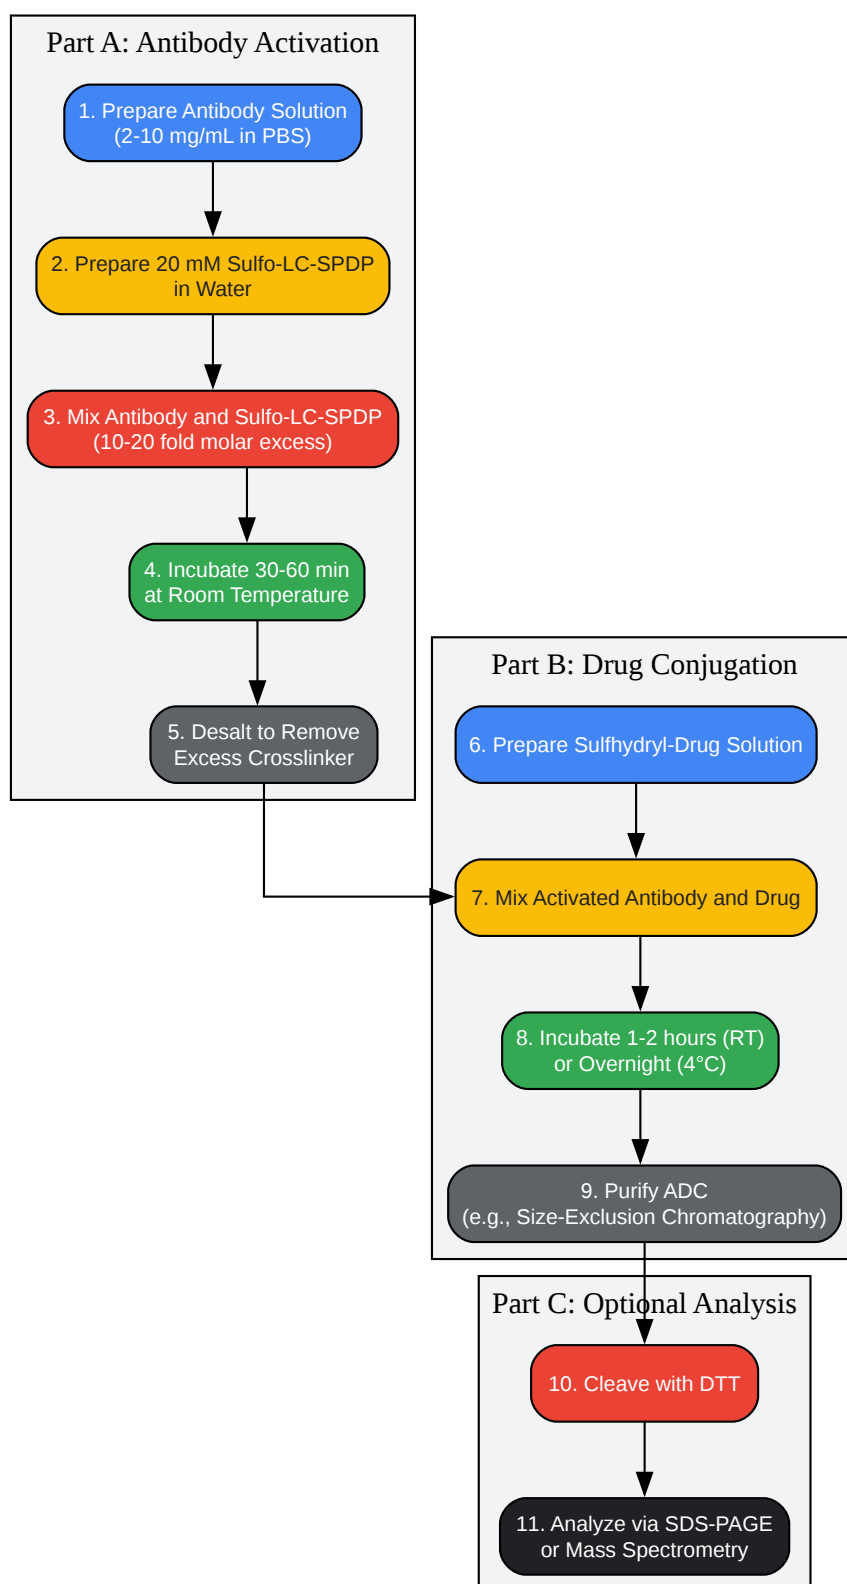 Part A: Antibody Activation
1. Prepare Antibody Solution
(2-10 mg/mL in PBS)
2. Prepare 20 mM Sulfo-LC-SPDP
in Water
3. Mix Antibody and Sulfo-LC-SPDP
(10-20 fold molar excess)
4. Incubate 30-60 min
at Room Temperature
5. Desalt to Remove
Excess Crosslinker
Part B: Drug Conjugation
6. Prepare Sulfhydryl-Drug Solution
7. Mix Activated Antibody and Drug
8. Incubate 1-2 hours (RT)
or Overnight (4°C)
9. Purify ADC
(e.g., Size-Exclusion Chromatography)
Part C: Optional Analysis
10. Cleave with DTT
11. Analyze via SDS-PAGE
or Mass Spectrometry